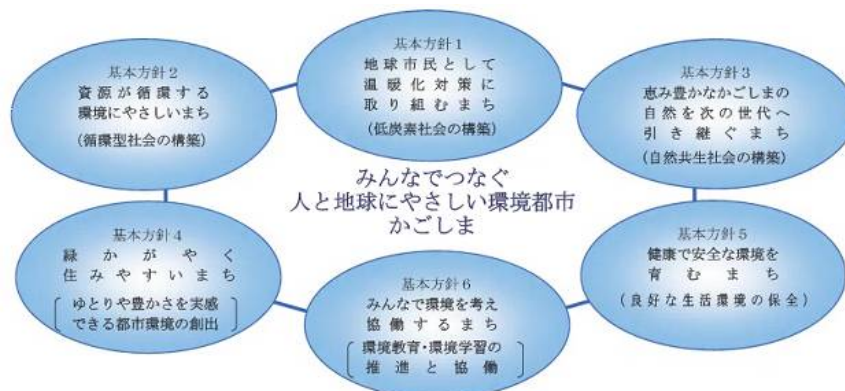 基本方針1
地球市民として
温暖化対策に
取り組むまち
(低炭素社会の構築)
基本方針2
資源が循環する
環境にやさしいまち
(循環型社会の構築)
基本方針3
恵み豊かなかごしまの
自然を次の世代へ
引き継ぐまち
(自然共生社会の構築)
みんなでつなぐ
人と地球にやさしい環境都市
かごしま
基本方針4
緑かがやく
住みやすいまち
〔ゆとりや豊かさを実感
できる都市環境の創出〕
基本方針5
健康で安全な環境を
育むまち
(良好な生活環境の保全)
基本方針6
みんなで環境を考え
協働するまち
〔環境教育・環境学習の
推進と協働〕